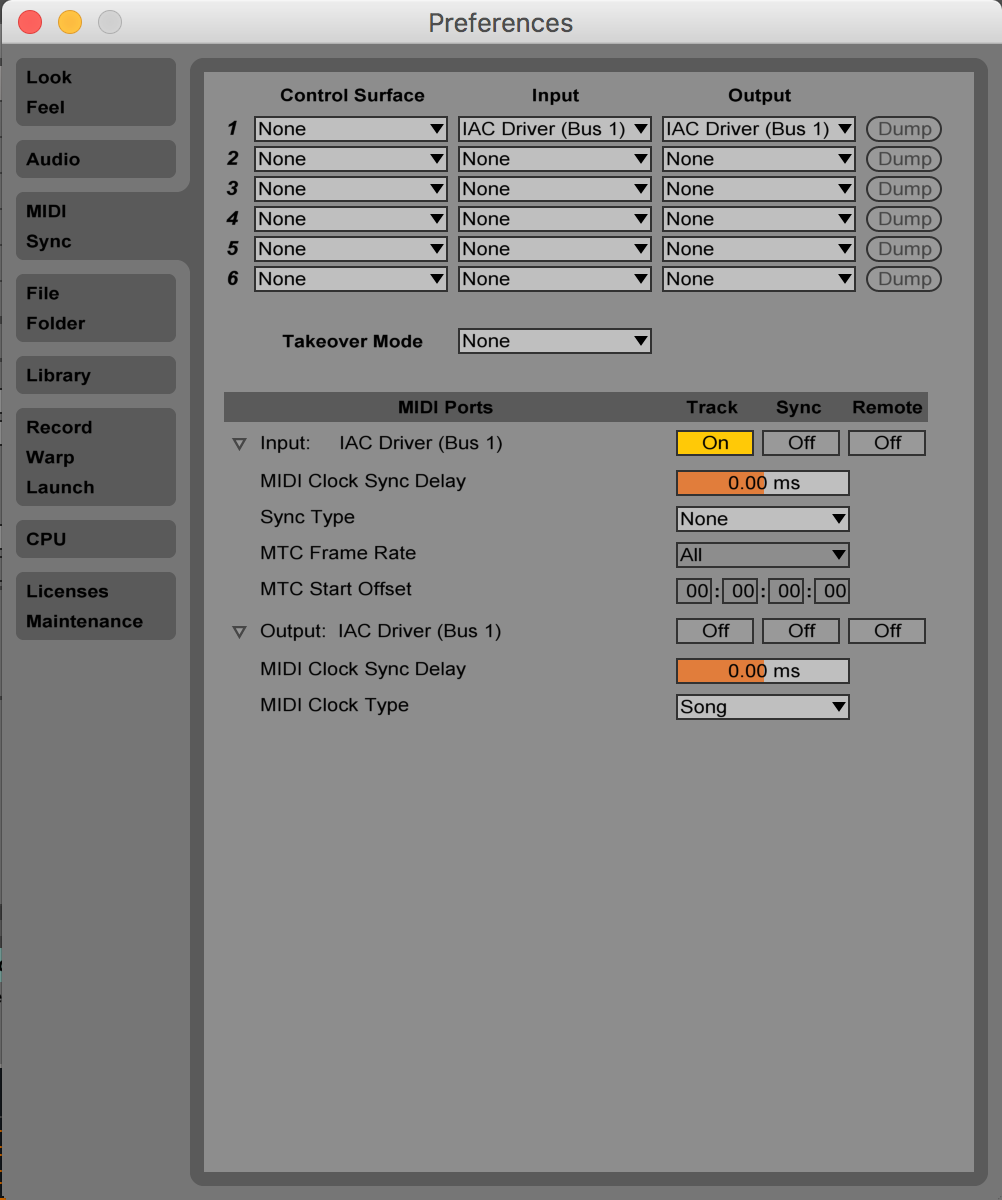 Preferences
Look
Feel
Audio
MIDI
Sync
File
Folder
Library
Record
Warp
Launch
CPU
Licenses
Maintenance
Control Surface Input Output
1 None IAC Driver (Bus 1) IAC Driver (Bus 1) Dump
2 None None None Dump
3 None None None Dump
4 None None None Dump
5 None None None Dump
6 None None None Dump
Takeover Mode None
MIDI Ports Track Sync Remote
Input: IAC Driver (Bus 1) On Off Off
MIDI Clock Sync Delay 0.00 ms
Sync Type None
MTC Frame Rate All
MTC Start Offset 00 : 00 : 00 : 00
Output: IAC Driver (Bus 1) Off Off Off
MIDI Clock Sync Delay 0.00 ms
MIDI Clock Type Song